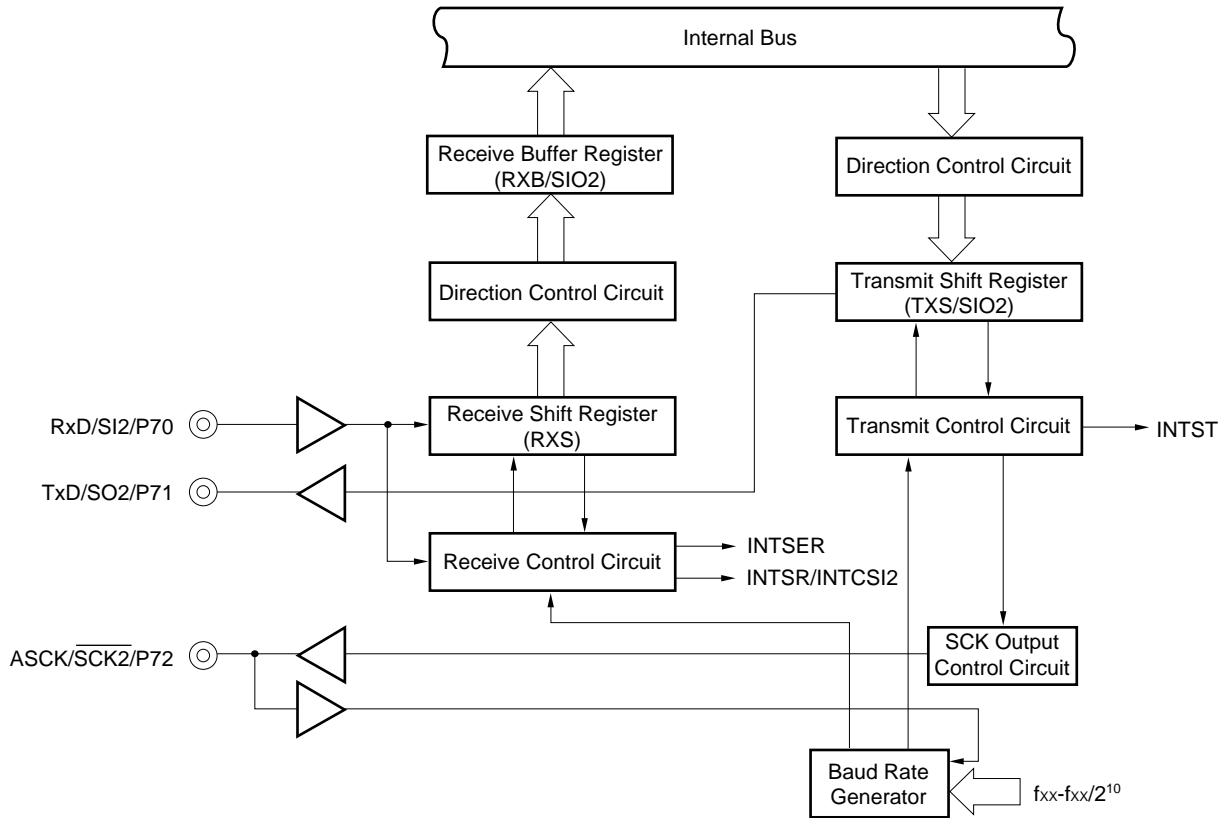 Internal Bus
Receive Buffer Register
(RXB/SIO2)
Direction Control Circuit
Direction Control Circuit
Transmit Shift Register
(TXS/SIO2)
RxD/SI2/P70
Receive Shift Register
(RXS)
Transmit Control Circuit
INTST
TxD/SO2/P71
Receive Control Circuit
INTSER
INTSR/INTCSI2
ASCK/S̅C̅K̅2̅/P72
SCK Output
Control Circuit
Baud Rate
Generator
fxx-fxx/2¹⁰